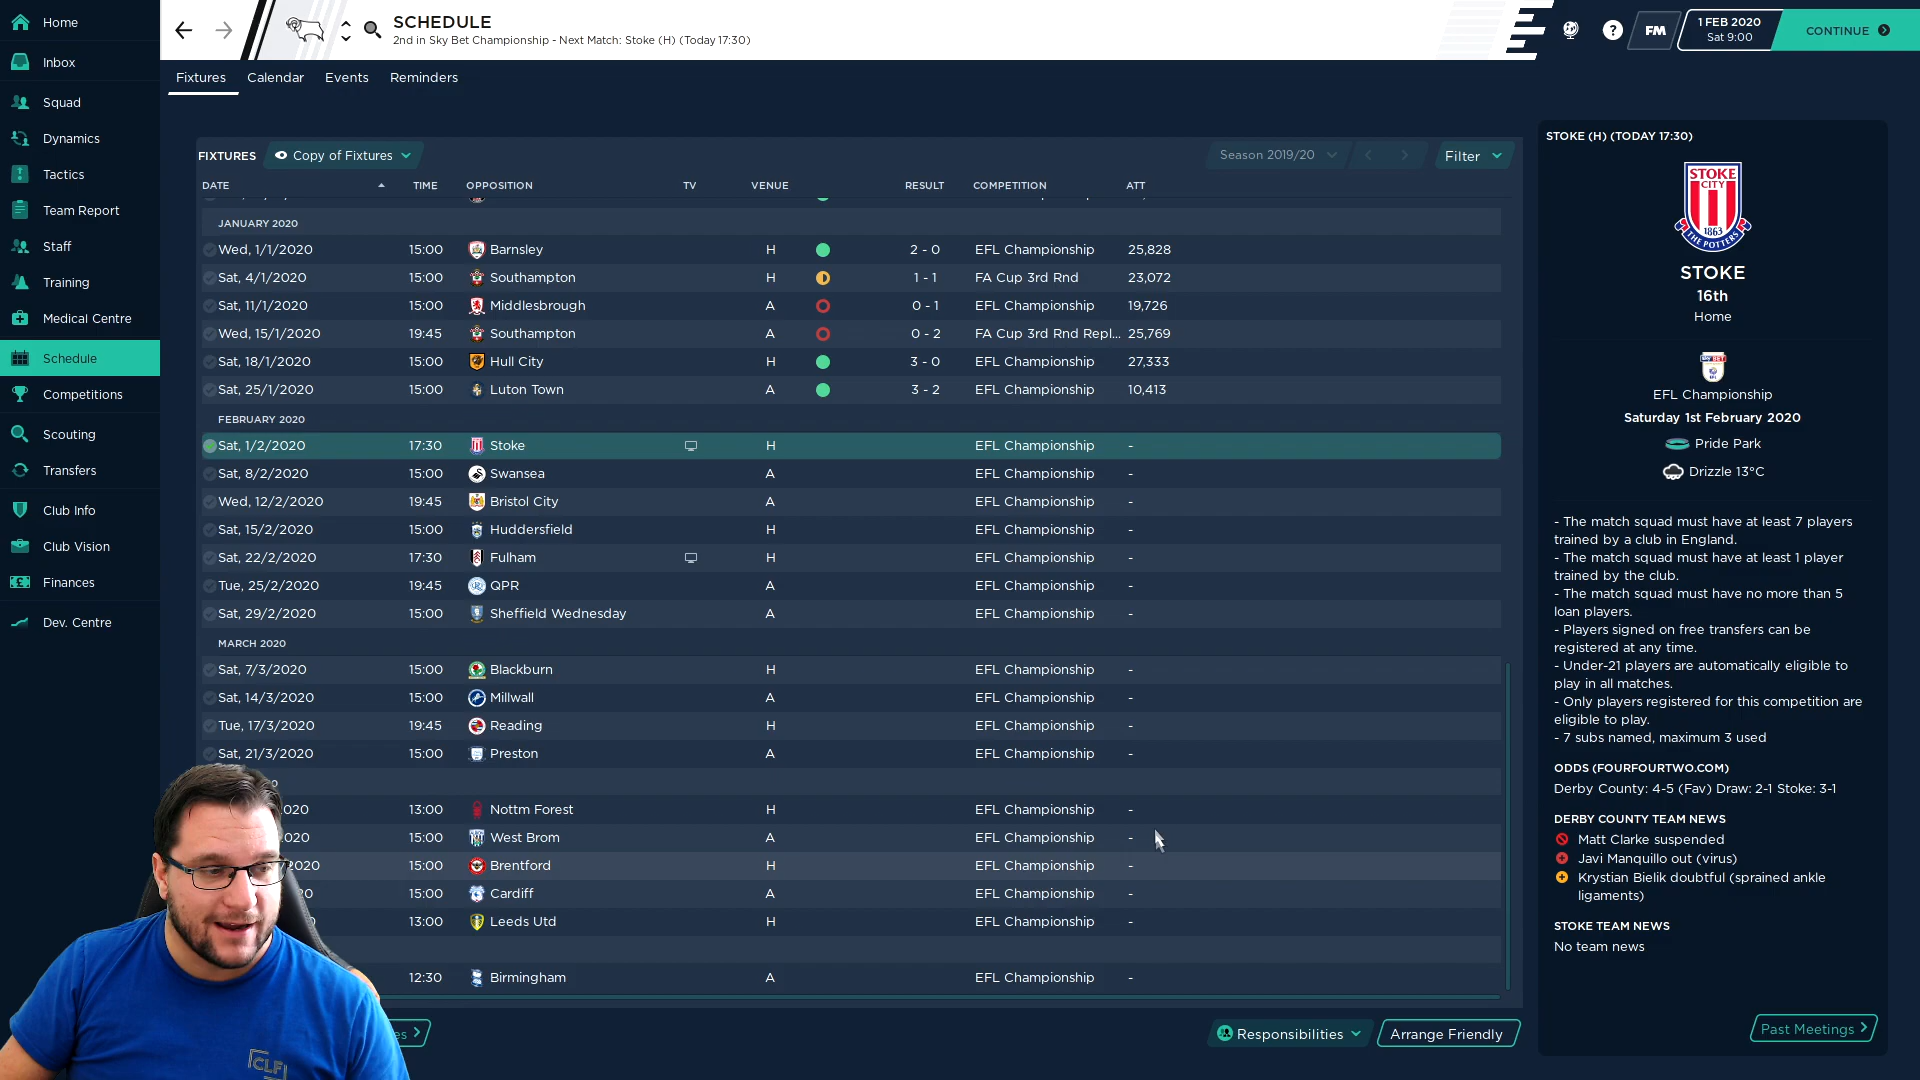 Home
Inbox
Squad
Dynamics
Tactics
Team Report
Staff
Training
Medical Centre
Schedule
Competitions
Scouting
Transfers
Club Info
Club Vision
Finances
Dev. Centre
SCHEDULE
2nd in Sky Bet Championship - Next Match: Stoke (H) (Today 17:30)
FM
1 FEB 2020
Sat 9:00
CONTINUE
Fixtures Calendar Events Reminders
FIXTURES Copy of Fixtures Season 2019/20 Filter
DATE TIME OPPOSITION TV VENUE RESULT COMPETITION ATT
JANUARY 2020
Wed, 1/1/2020 15:00 Barnsley H 2 - 0 EFL Championship 25,828
Sat, 4/1/2020 15:00 Southampton H 1 - 1 FA Cup 3rd Rnd 23,072
Sat, 11/1/2020 15:00 Middlesbrough A 0 - 1 EFL Championship 19,726
Wed, 15/1/2020 19:45 Southampton A 0 - 2 FA Cup 3rd Rnd Repl... 25,769
Sat, 18/1/2020 15:00 Hull City H 3 - 0 EFL Championship 27,333
Sat, 25/1/2020 15:00 Luton Town A 3 - 2 EFL Championship 10,413
FEBRUARY 2020
Sat, 1/2/2020 17:30 Stoke H EFL Championship -
Sat, 8/2/2020 15:00 Swansea A EFL Championship -
Wed, 12/2/2020 19:45 Bristol City A EFL Championship -
Sat, 15/2/2020 15:00 Huddersfield H EFL Championship -
Sat, 22/2/2020 17:30 Fulham H EFL Championship -
Tue, 25/2/2020 19:45 QPR A EFL Championship -
Sat, 29/2/2020 15:00 Sheffield Wednesday A EFL Championship -
MARCH 2020
Sat, 7/3/2020 15:00 Blackburn H EFL Championship -
Sat, 14/3/2020 15:00 Millwall A EFL Championship -
Tue, 17/3/2020 19:45 Reading H EFL Championship -
Sat, 21/3/2020 15:00 Preston A EFL Championship -
13:00 Nottm Forest H EFL Championship -
15:00 West Brom A EFL Championship -
15:00 Brentford H EFL Championship -
15:00 Cardiff A EFL Championship -
13:00 Leeds Utd H EFL Championship -
12:30 Birmingham A EFL Championship -
Responsibilities Arrange Friendly
CLF
STOKE (H) (TODAY 17:30)
STOKE
CITY
1863
THE POTTERS
STOKE
16th
Home
EFL Championship
Saturday 1st February 2020
Pride Park
Drizzle 13°C
- The match squad must have at least 7 players
trained by a club in England.
- The match squad must have at least 1 player
trained by the club.
- The match squad must have no more than 5
loan players.
- Players signed on free transfers can be
registered at any time.
- Under-21 players are automatically eligible to
play in all matches.
- Only players registered for this competition are
eligible to play.
- 7 subs named, maximum 3 used
ODDS (FOURFOURTWO.COM)
Derby County: 4-5 (Fav) Draw: 2-1 Stoke: 3-1
DERBY COUNTY TEAM NEWS
Matt Clarke suspended
Javi Manquillo out (virus)
Krystian Bielik doubtful (sprained ankle
ligaments)
STOKE TEAM NEWS
No team news
Past Meetings